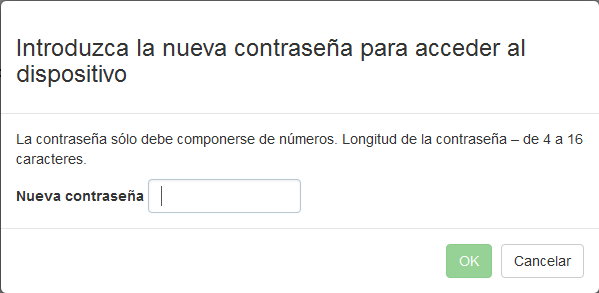 Introduzca la nueva contraseña para acceder al
dispositivo
La contraseña sólo debe componerse de números. Longitud de la contraseña – de 4 a 16
caracteres.
Nueva contraseña
OK Cancelar